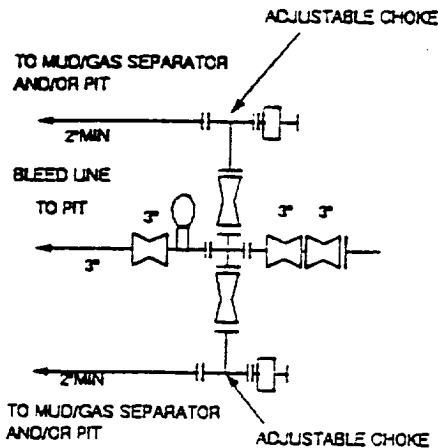 ADJUSTABLE CHOKE
TO MUD/GAS SEPARATOR
AND/OR PIT
2"MIN
BLEED LINE
TO PIT
3"
3" 3"
3"
2"MIN
TO MUD/GAS SEPARATOR
AND/OR PIT
ADJUSTABLE CHOKE